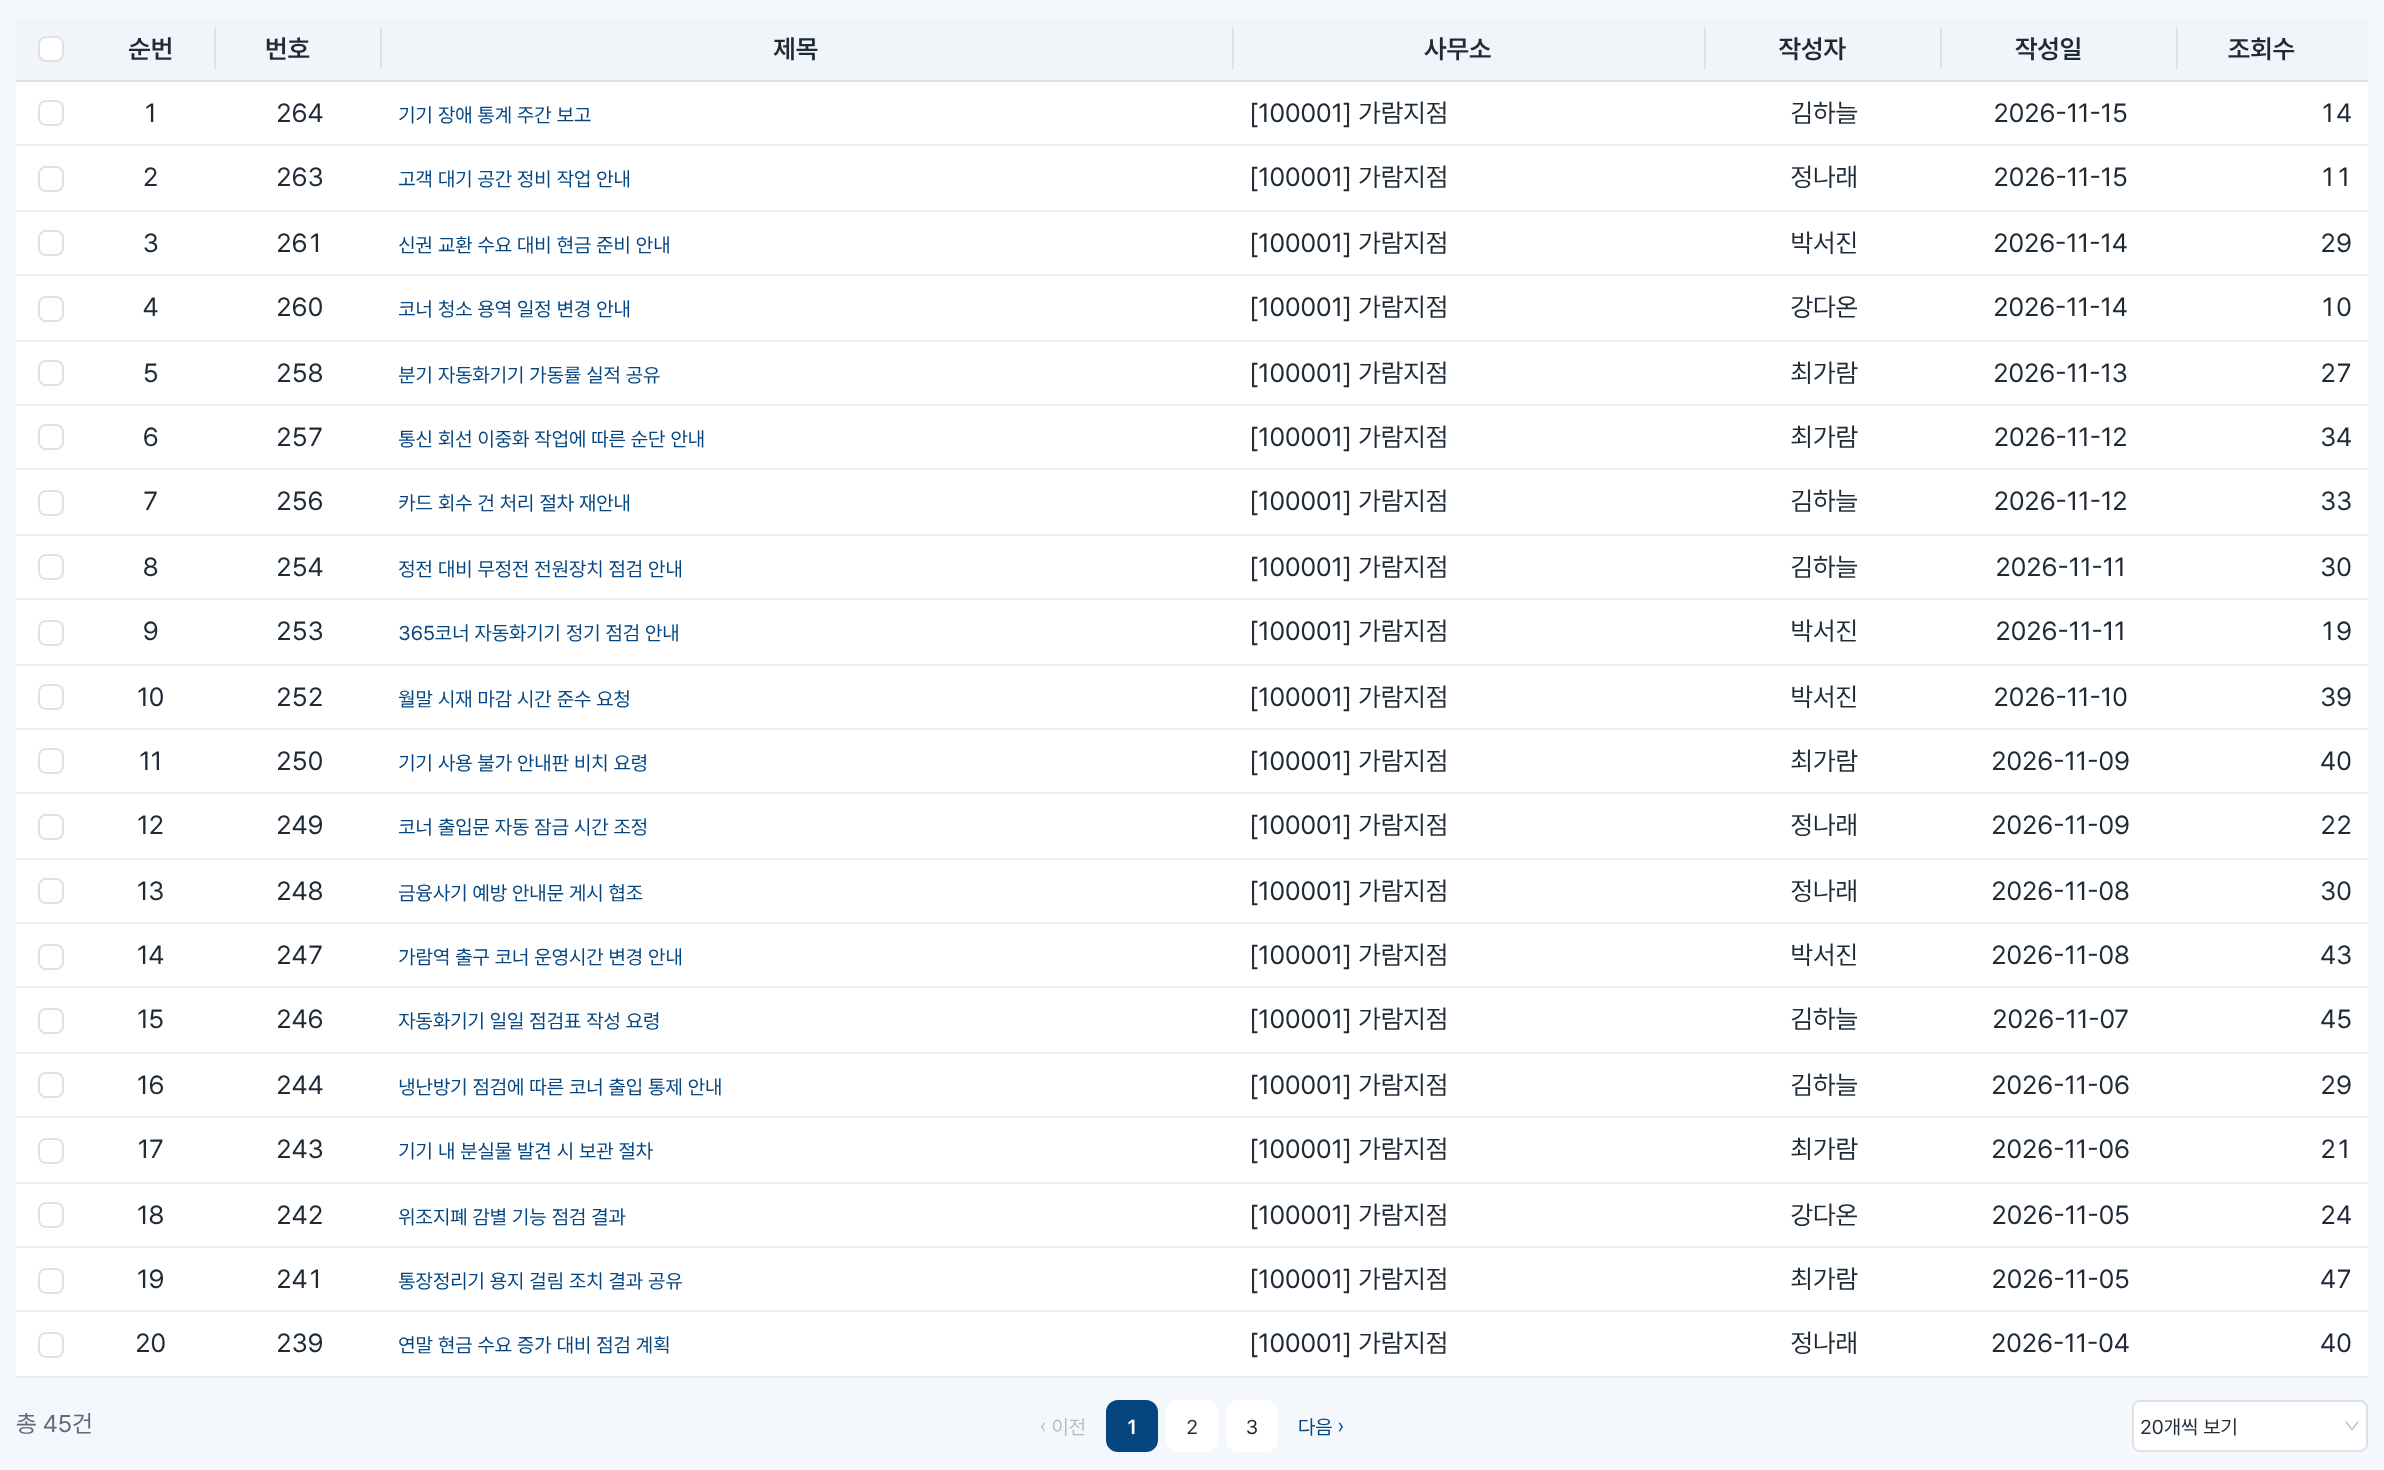 순번 번호 제목 사무소 작성자 작성일 조회수
1 264 기기 장애 통계 주간 보고 [100001] 가람지점 김하늘 2026-11-15 14
2 263 고객 대기 공간 정비 작업 안내 [100001] 가람지점 정나래 2026-11-15 11
3 261 신권 교환 수요 대비 현금 준비 안내 [100001] 가람지점 박서진 2026-11-14 29
4 260 코너 청소 용역 일정 변경 안내 [100001] 가람지점 강다온 2026-11-14 10
5 258 분기 자동화기기 가동률 실적 공유 [100001] 가람지점 최가람 2026-11-13 27
6 257 통신 회선 이중화 작업에 따른 순단 안내 [100001] 가람지점 최가람 2026-11-12 34
7 256 카드 회수 건 처리 절차 재안내 [100001] 가람지점 김하늘 2026-11-12 33
8 254 정전 대비 무정전 전원장치 점검 안내 [100001] 가람지점 김하늘 2026-11-11 30
9 253 365코너 자동화기기 정기 점검 안내 [100001] 가람지점 박서진 2026-11-11 19
10 252 월말 시재 마감 시간 준수 요청 [100001] 가람지점 박서진 2026-11-10 39
11 250 기기 사용 불가 안내판 비치 요령 [100001] 가람지점 최가람 2026-11-09 40
12 249 코너 출입문 자동 잠금 시간 조정 [100001] 가람지점 정나래 2026-11-09 22
13 248 금융사기 예방 안내문 게시 협조 [100001] 가람지점 정나래 2026-11-08 30
14 247 가람역 출구 코너 운영시간 변경 안내 [100001] 가람지점 박서진 2026-11-08 43
15 246 자동화기기 일일 점검표 작성 요령 [100001] 가람지점 김하늘 2026-11-07 45
16 244 냉난방기 점검에 따른 코너 출입 통제 안내 [100001] 가람지점 김하늘 2026-11-06 29
17 243 기기 내 분실물 발견 시 보관 절차 [100001] 가람지점 최가람 2026-11-06 21
18 242 위조지폐 감별 기능 점검 결과 [100001] 가람지점 강다온 2026-11-05 24
19 241 통장정리기 용지 걸림 조치 결과 공유 [100001] 가람지점 최가람 2026-11-05 47
20 239 연말 현금 수요 증가 대비 점검 계획 [100001] 가람지점 정나래 2026-11-04 40
총 45건 ‹ 이전 1 2 3 다음 › 20개씩 보기